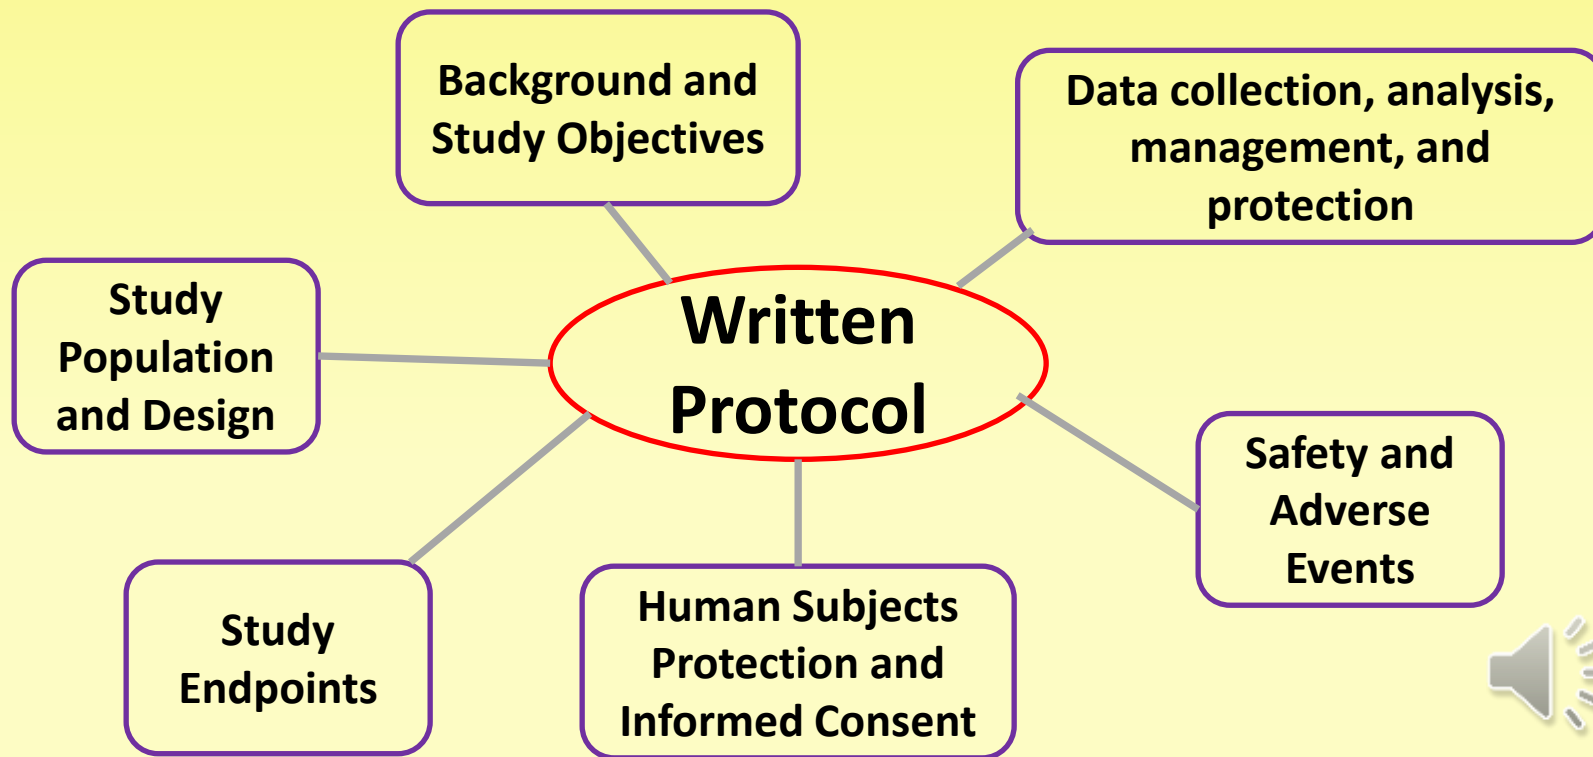 Background and
Study Objectives
Data collection, analysis,
management, and
protection
Study
Population
and Design
Written
Protocol
Safety and
Adverse
Events
Study
Endpoints
Human Subjects
Protection and
Informed Consent